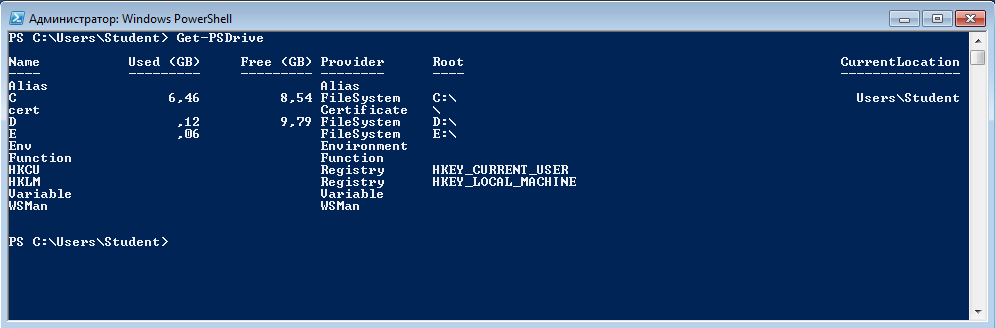 Администратор: Windows PowerShell
PS C:\Users\Student> Get-PSDrive
Name Used (GB) Free (GB) Provider Root CurrentLocation
---- --------- --------- -------- ---- ---------------
Alias Alias
C 6,46 8,54 FileSystem C:\ Users\Student
cert Certificate \
D ,12 9,79 FileSystem D:\
E ,06 FileSystem E:\
Env Environment
Function Function
HKCU Registry HKEY_CURRENT_USER
HKLM Registry HKEY_LOCAL_MACHINE
Variable Variable
WSMan WSMan
PS C:\Users\Student>